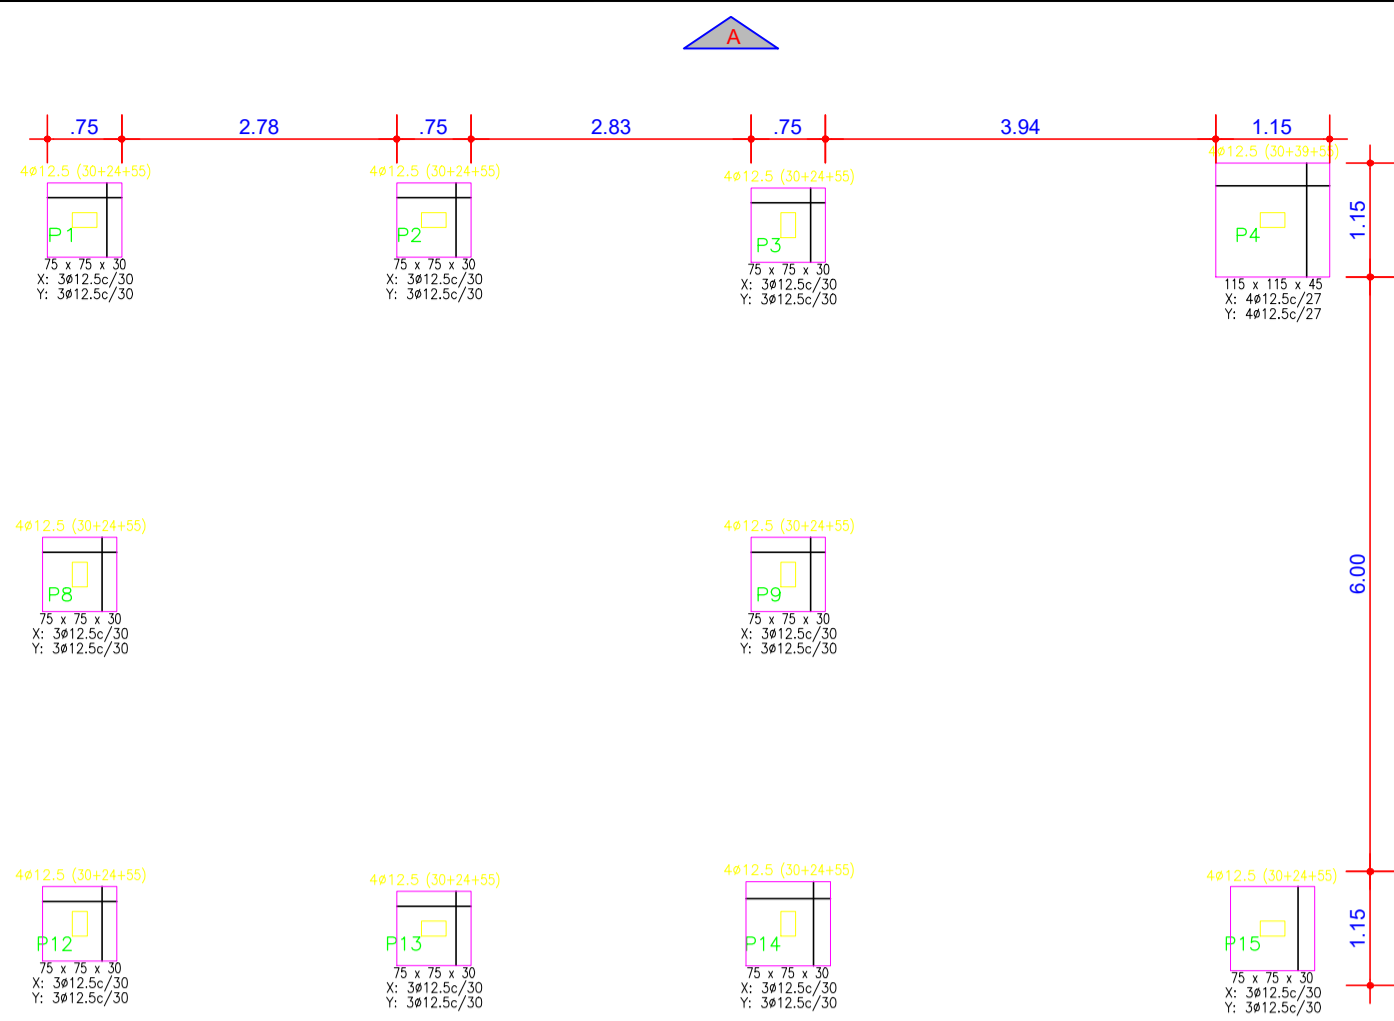 A
.75 2.78 .75 2.83 .75 3.94 1.15
4ø12.5 (30+24+55)
P1
75 x 75 x 30
X: 3ø12.5c/30
Y: 3ø12.5c/30
4ø12.5 (30+24+55)
P2
75 x 75 x 30
X: 3ø12.5c/30
Y: 3ø12.5c/30
4ø12.5 (30+24+55)
P3
75 x 75 x 30
X: 3ø12.5c/30
Y: 3ø12.5c/30
4ø12.5 (30+39+55)
P4
115 x 115 x 45
X: 4ø12.5c/27
Y: 4ø12.5c/27
1.15
4ø12.5 (30+24+55)
P8
75 x 75 x 30
X: 3ø12.5c/30
Y: 3ø12.5c/30
4ø12.5 (30+24+55)
P9
75 x 75 x 30
X: 3ø12.5c/30
Y: 3ø12.5c/30
6.00
4ø12.5 (30+24+55)
P12
75 x 75 x 30
X: 3ø12.5c/30
Y: 3ø12.5c/30
4ø12.5 (30+24+55)
P13
75 x 75 x 30
X: 3ø12.5c/30
Y: 3ø12.5c/30
4ø12.5 (30+24+55)
P14
75 x 75 x 30
X: 3ø12.5c/30
Y: 3ø12.5c/30
4ø12.5 (30+24+55)
P15
75 x 75 x 30
X: 3ø12.5c/30
Y: 3ø12.5c/30
1.15